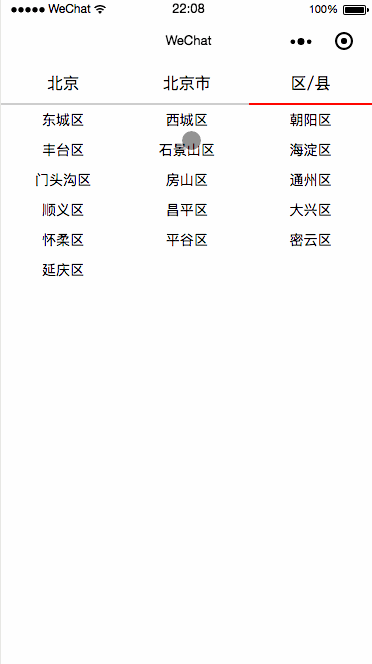 WeChat 22:08 100%
WeChat
北京 北京市 区/县
东城区 西城区 朝阳区
丰台区 石景山区 海淀区
门头沟区 房山区 通州区
顺义区 昌平区 大兴区
怀柔区 平谷区 密云区
延庆区